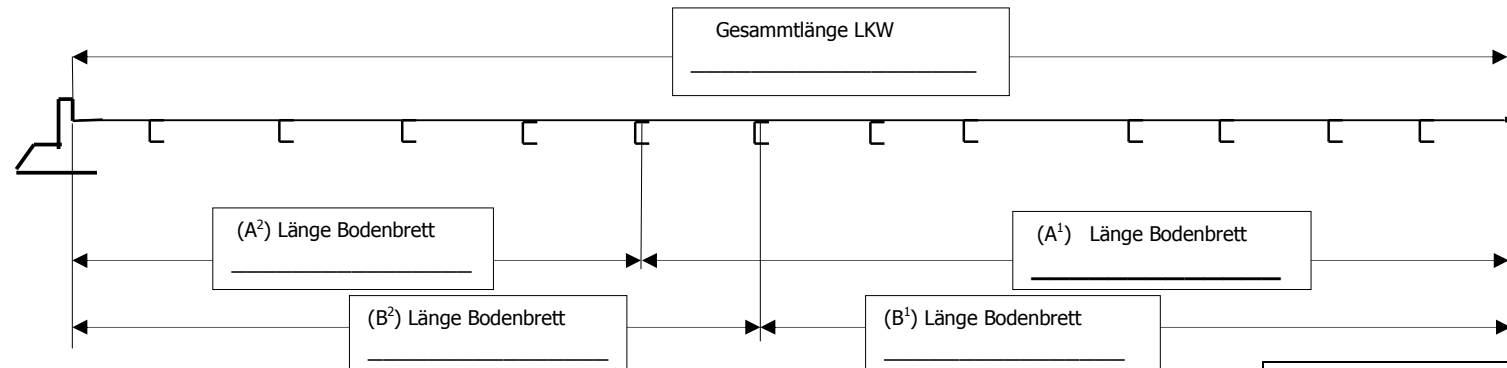 Gesammtlänge LKW
(A²) Länge Bodenbrett
(A¹) Länge Bodenbrett
(B²) Länge Bodenbrett
(B¹) Länge Bodenbrett